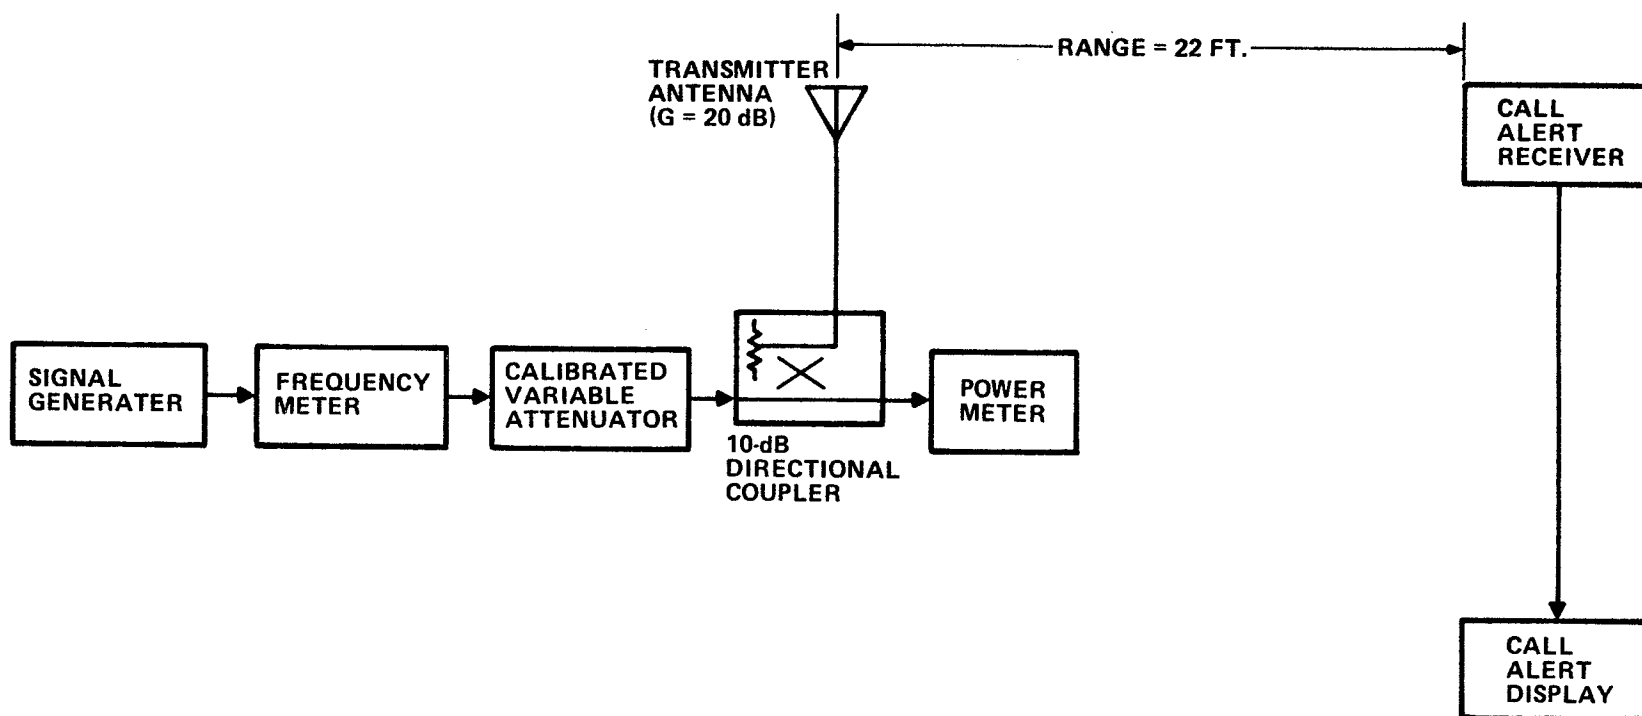 RANGE = 22 FT.
TRANSMITTER
ANTENNA
(G = 20 dB)
CALL
ALERT
RECEIVER
SIGNAL
GENERATER
FREQUENCY
METER
CALIBRATED
VARIABLE
ATTENUATOR
10-dB
DIRECTIONAL
COUPLER
POWER
METER
CALL
ALERT
DISPLAY